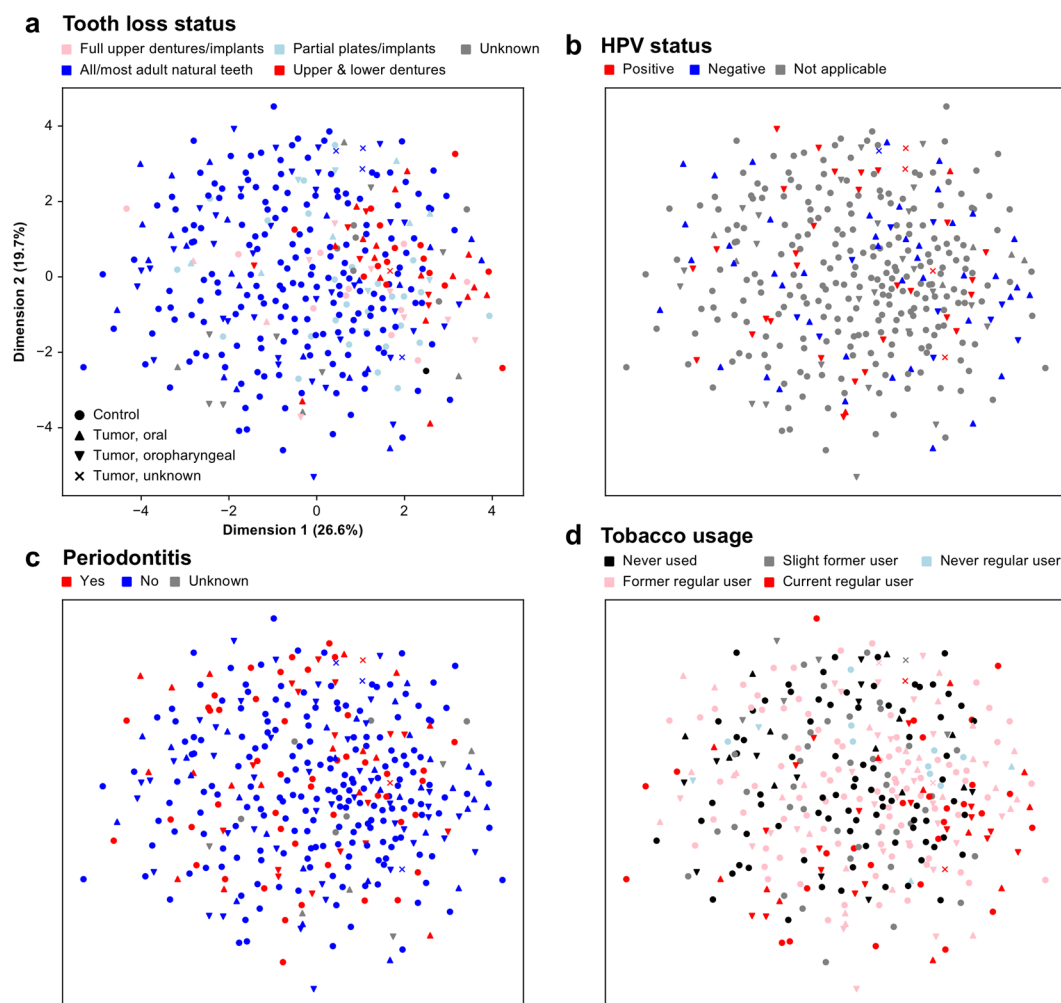 a Tooth loss status
Full upper dentures/implants Partial plates/implants Unknown
All/most adult natural teeth Upper & lower dentures
4
2
0
−2
−4
Dimension 2 (19.7%)
Control
Tumor, oral
Tumor, oropharyngeal
Tumor, unknown
−4 −2 0 2 4
Dimension 1 (26.6%)
b HPV status
Positive Negative Not applicable
c Periodontitis
Yes No Unknown
d Tobacco usage
Never used Slight former user Never regular user
Former regular user Current regular user